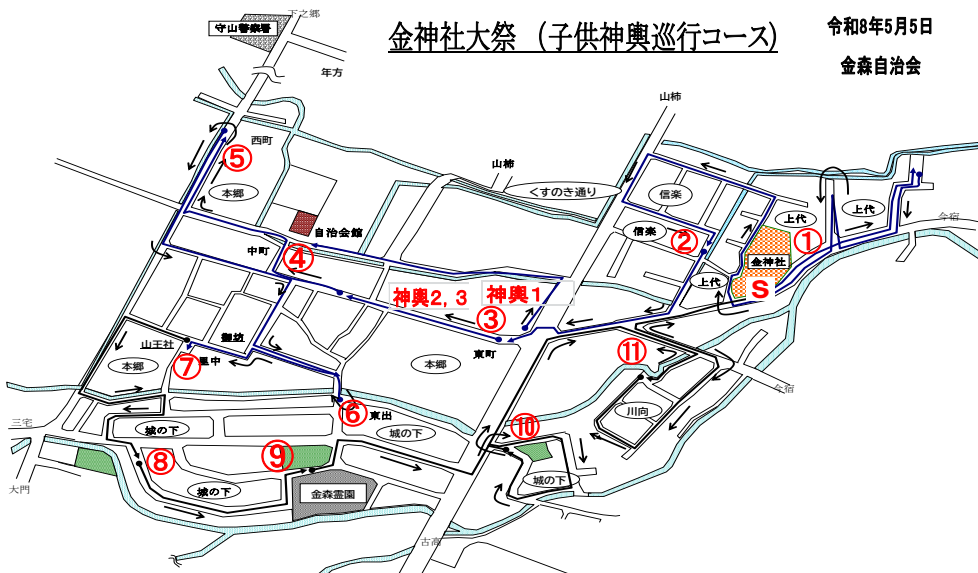 金神社大祭 (子供神輿巡行コース)
令和8年5月5日
金森自治会
下之郷
守山警察署
年方
山柿
西町
⑤
山柿
本郷
くすのき通り
信楽
上代
上代
今宿
自治会館
信楽
②
①
中町
④
金神社
上代
S
神輿2, 3
神輿1
③
山王社
御坊
東町
⑪
⑦
里中
本郷
本郷
今宿
川向
三宅
⑥
東出
城の下
城の下
⑩
⑧
⑨
大門
城の下
金森霊園
城の下
古高